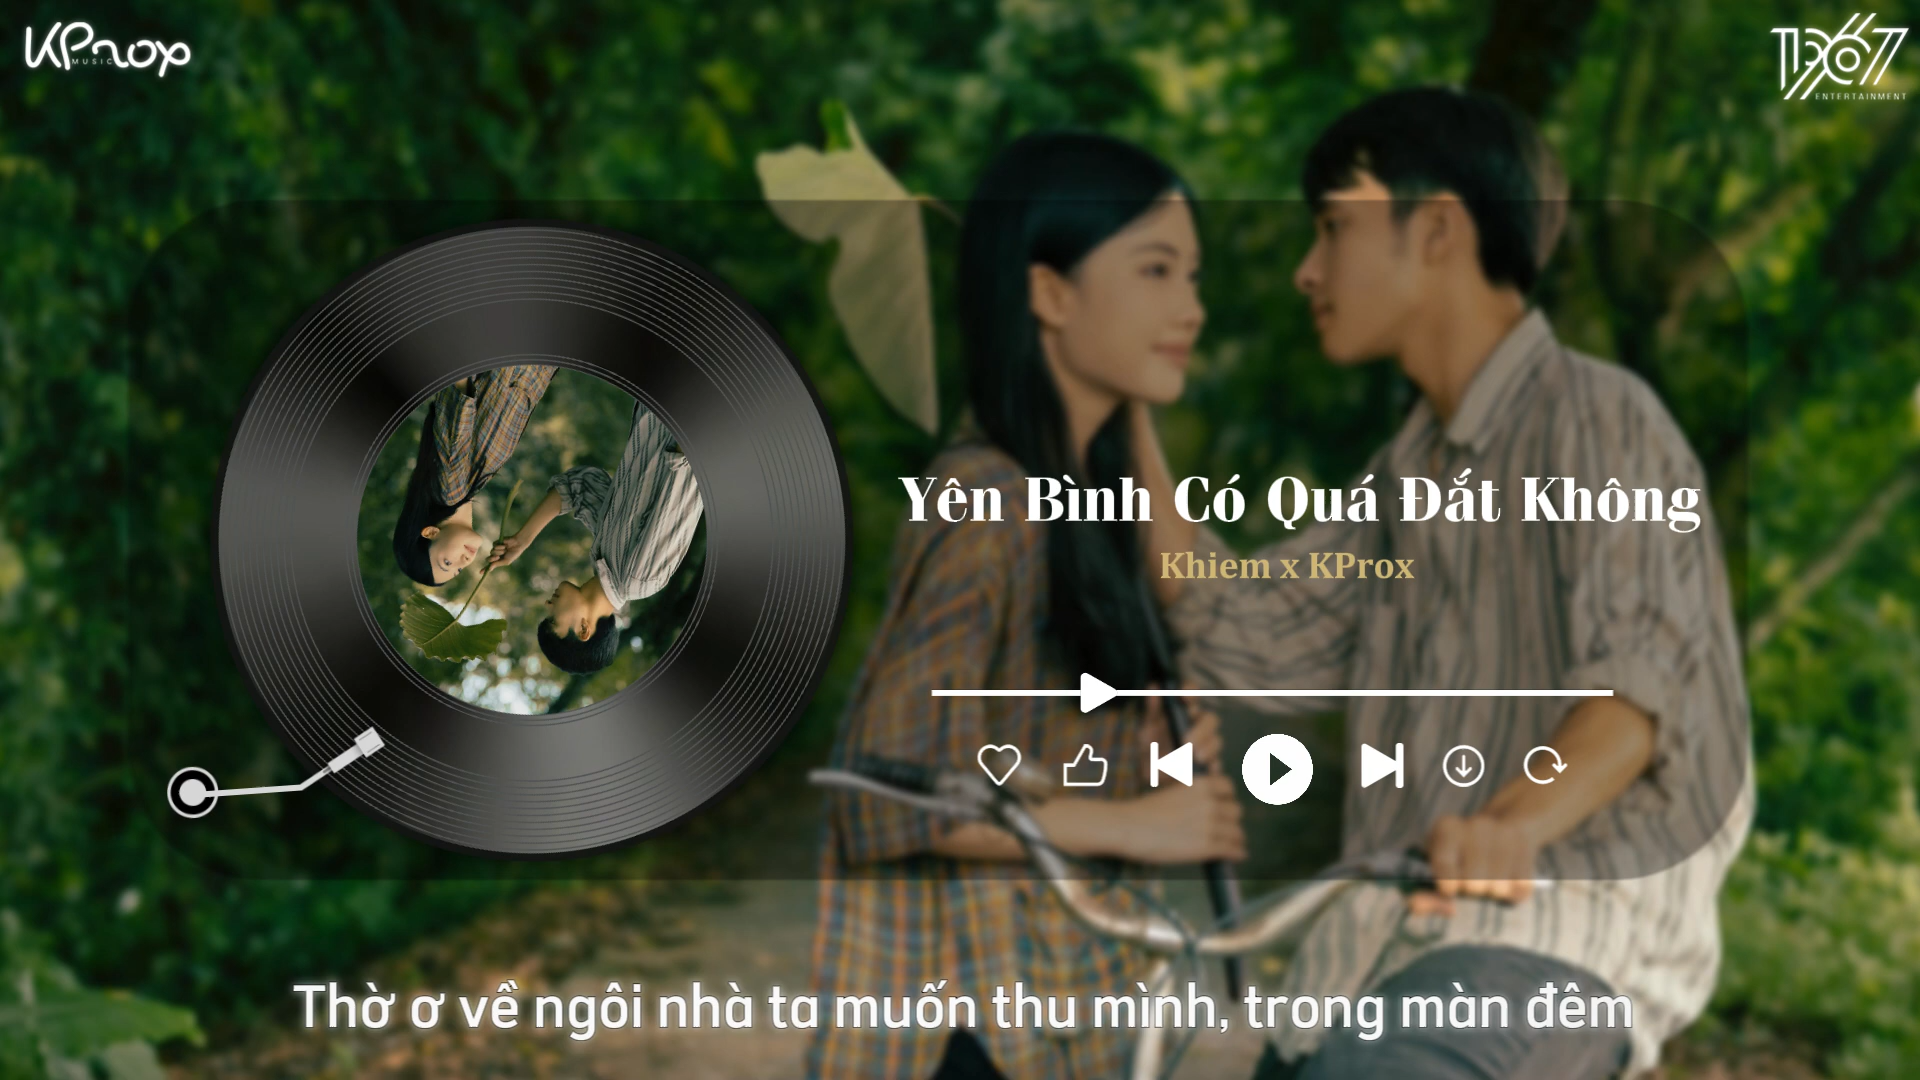 KProx
MUSIC
1967
ENTERTAINMENT
Yên Bình Có Quá Đắt Không
Khiem x KProx
Thờ ơ về ngôi nhà ta muốn thu mình, trong màn đêm